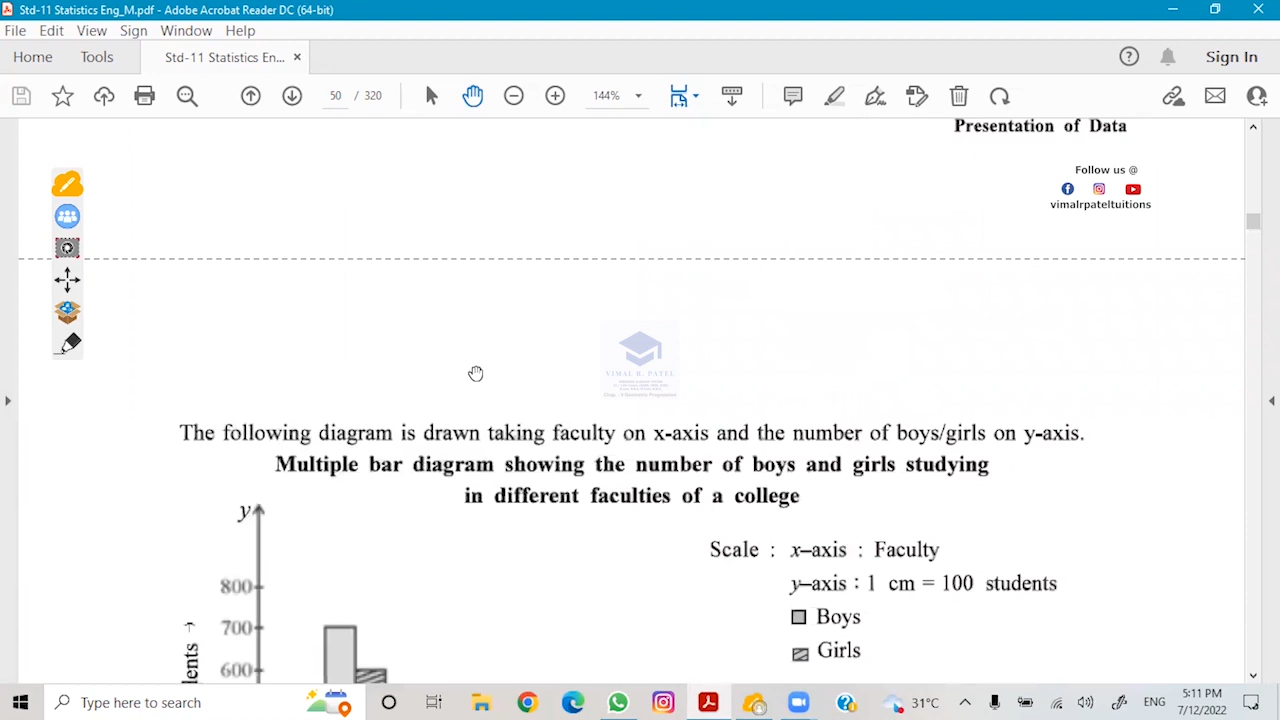 Std-11 Statistics Eng_M.pdf - Adobe Acrobat Reader DC (64-bit)
File Edit View Sign Window Help
Home Tools Std-11 Statistics En... × Sign In
50 / 320 144%
Presentation of Data
Follow us @
vimalrpateltuitions
VIMAL R. PATEL
The following diagram is drawn taking faculty on x-axis and the number of boys/girls on y-axis.
Multiple bar diagram showing the number of boys and girls studying
in different faculties of a college
y
Scale : x–axis : Faculty
y–axis : 1 cm = 100 students
Boys
Girls
800
700
600
dents
Type here to search
31°C
ENG
5:11 PM
7/12/2022